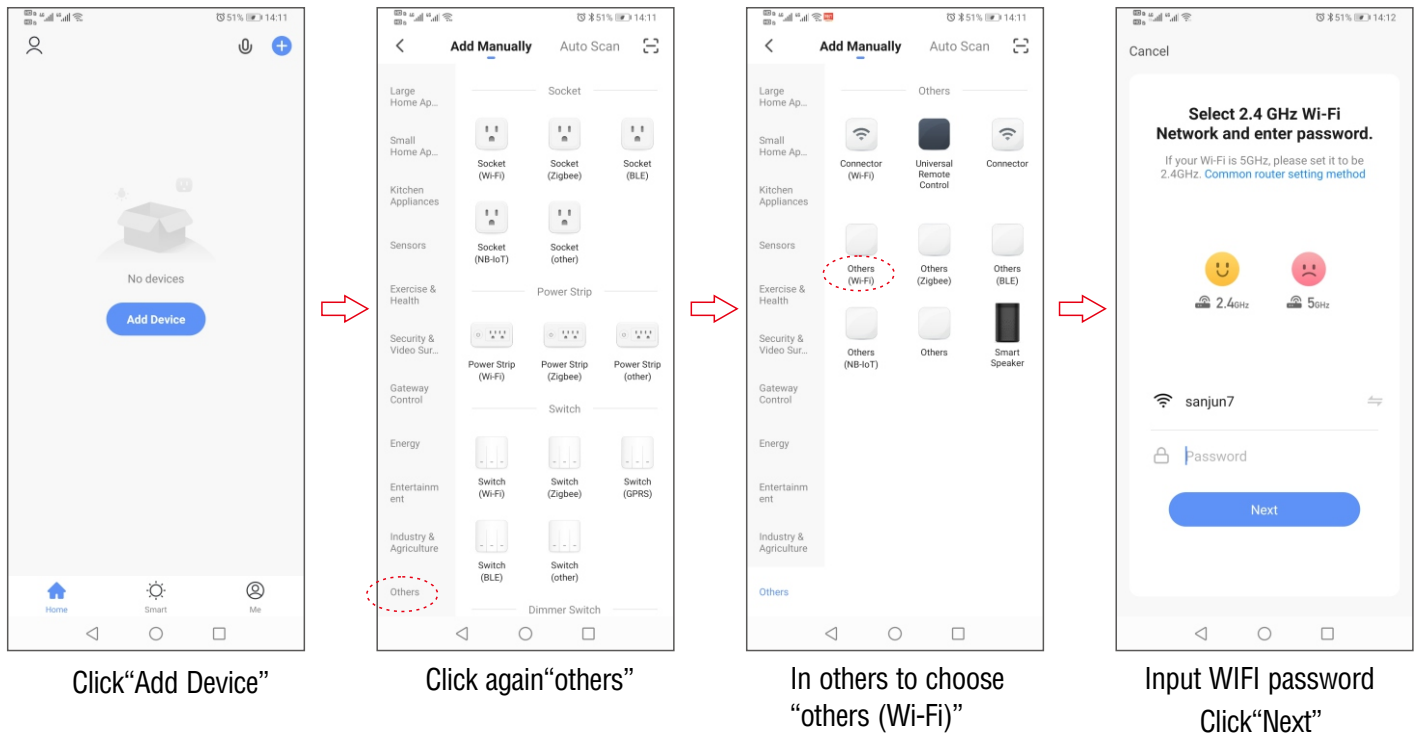 51% 14:11
No devices
Add Device
Home Smart Me
Click“Add Device”
51% 14:11
Add Manually Auto Scan
Large
Home Ap...
Small
Home Ap...
Kitchen
Appliances
Sensors
Exercise &
Health
Security &
Video Sur...
Gateway
Control
Energy
Entertainm
ent
Industry &
Agriculture
Others
Socket
Socket Socket Socket
(Wi-Fi) (Zigbee) (BLE)
Socket Socket
(NB-IoT) (other)
Power Strip
Power Strip Power Strip Power Strip
(Wi-Fi) (Zigbee) (other)
Switch
Switch Switch Switch
(Wi-Fi) (Zigbee) (GPRS)
Switch Switch
(BLE) (other)
Dimmer Switch
Click again“others”
51% 14:11
Add Manually Auto Scan
Large
Home Ap...
Small
Home Ap...
Kitchen
Appliances
Sensors
Exercise &
Health
Security &
Video Sur...
Gateway
Control
Energy
Entertainm
ent
Industry &
Agriculture
Others
Others
Connector Universal Connector
(Wi-Fi) Remote
Control
Others Others Others
(Wi-Fi) (Zigbee) (BLE)
Others Others Smart
(NB-IoT) Speaker
In others to choose
“others (Wi-Fi)”
51% 14:12
Cancel
Select 2.4 GHz Wi-Fi
Network and enter password.
If your Wi-Fi is 5GHz, please set it to be
2.4GHz. Common router setting method
2.4GHz 5GHz
sanjun7
Password
Next
Input WIFI password
Click“Next”